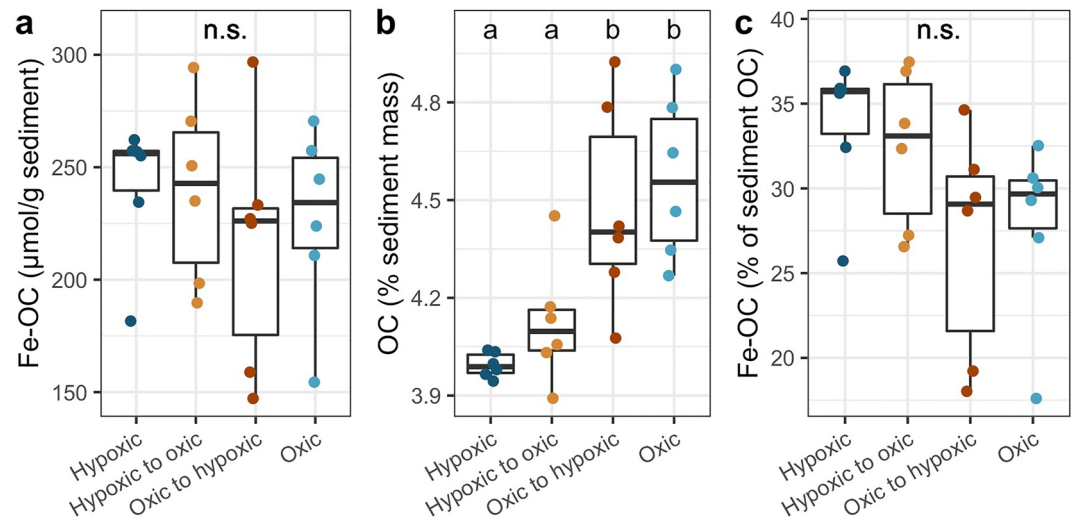 a
n.s.
Fe-OC (μmol/g sediment)
300
250
200
150
Hypoxic
Hypoxic to oxic
Oxic to hypoxic
Oxic
b
a a b b
OC (% sediment mass)
4.8
4.5
4.2
3.9
Hypoxic
Hypoxic to oxic
Oxic to hypoxic
Oxic
c
n.s.
Fe-OC (% of sediment OC)
40
35
30
25
20
Hypoxic
Hypoxic to oxic
Oxic to hypoxic
Oxic